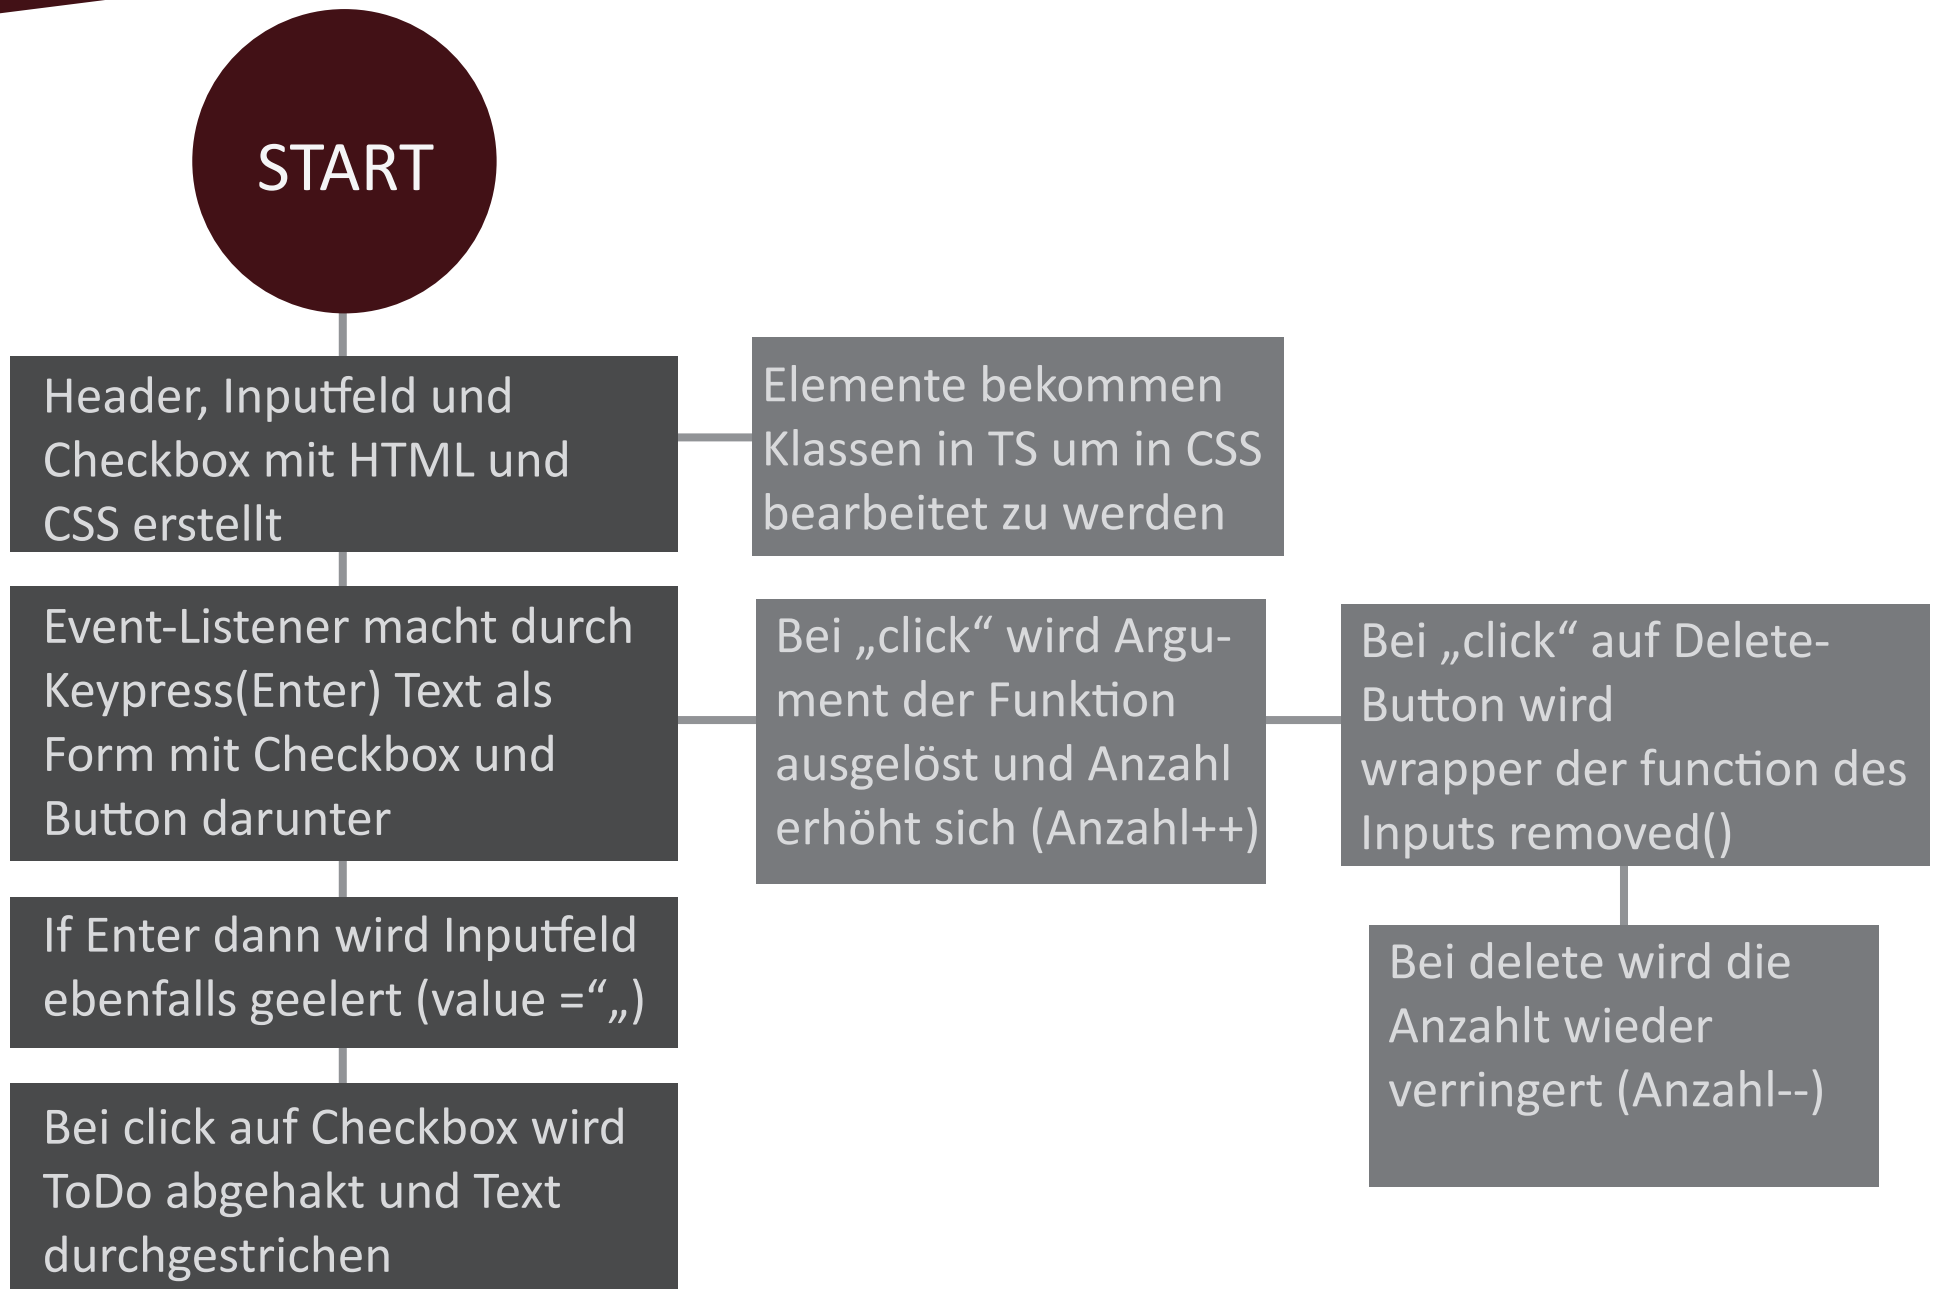 START
Header, Inputfeld und
Checkbox mit HTML und
CSS erstellt
Elemente bekommen
Klassen in TS um in CSS
bearbeitet zu werden
Event-Listener macht durch
Keypress(Enter) Text als
Form mit Checkbox und
Button darunter
Bei „click“ wird Argu-
ment der Funktion
ausgelöst und Anzahl
erhöht sich (Anzahl++)
Bei „click“ auf Delete-
Button wird
wrapper der function des
Inputs removed()
If Enter dann wird Inputfeld
ebenfalls geelert (value =“„)
Bei delete wird die
Anzahlt wieder
verringert (Anzahl--)
Bei click auf Checkbox wird
ToDo abgehakt und Text
durchgestrichen